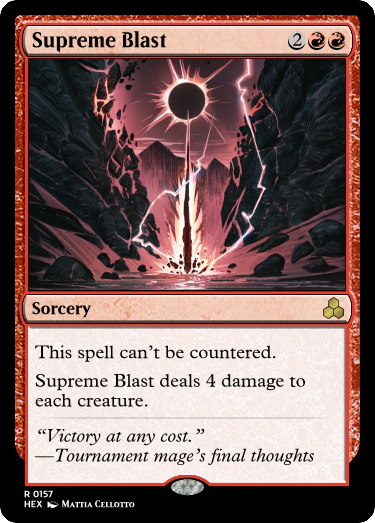 Supreme Blast 2
Sorcery
This spell can't be countered.
Supreme Blast deals 4 damage to
each creature.
“Victory at any cost.”
—Tournament mage's final thoughts
R 0157
HEX Mattia Cellotto